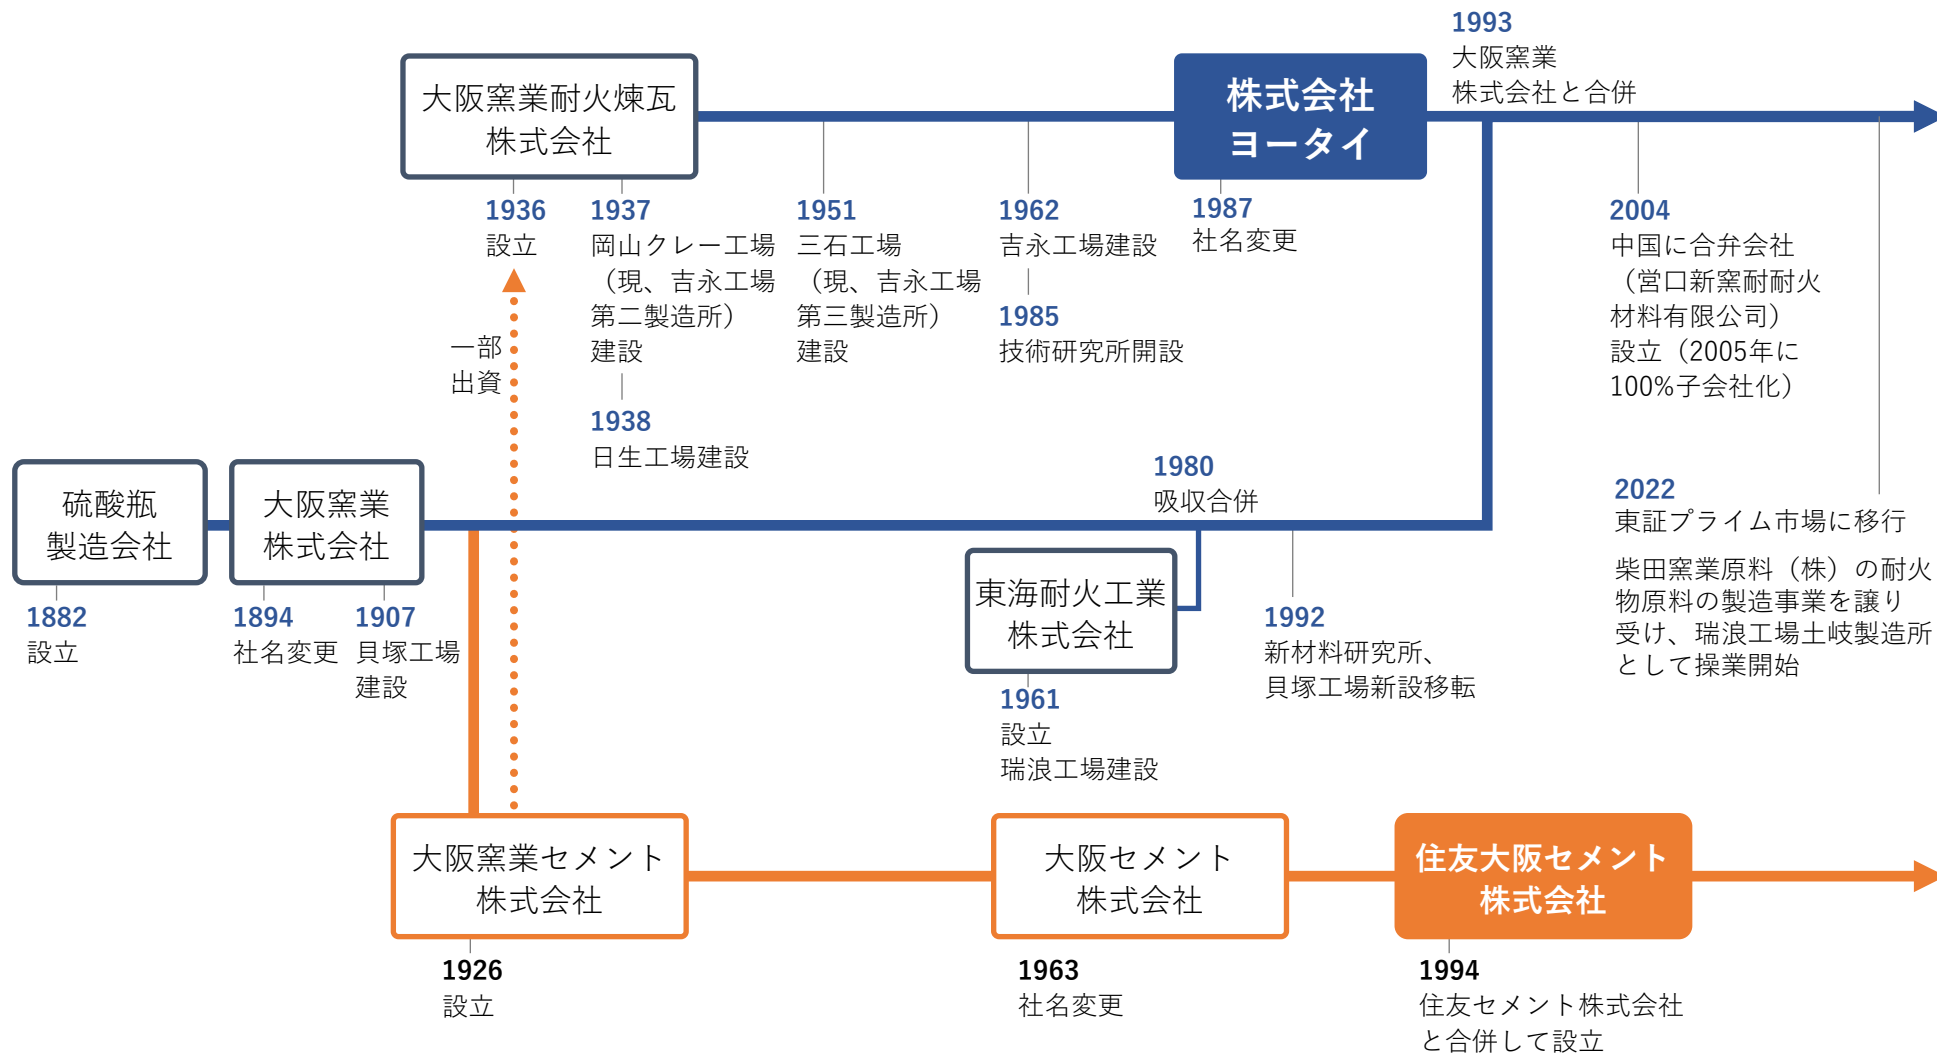 1993
大阪窯業
株式会社と合併
大阪窯業耐火煉瓦
株式会社
株式会社
ヨータイ
1936
設立
1937
岡山クレー工場
（現、吉永工場
第二製造所）
建設
1938
日生工場建設
1951
三石工場
（現、吉永工場
第三製造所）
建設
1962
吉永工場建設
1985
技術研究所開設
1987
社名変更
2004
中国に合弁会社
（営口新窯耐耐火
材料有限公司）
設立（2005年に
100%子会社化）
一部
出資
硫酸瓶
製造会社
大阪窯業
株式会社
1882
設立
1894
社名変更
1907
貝塚工場
建設
1980
吸収合併
東海耐火工業
株式会社
1961
設立
瑞浪工場建設
1992
新材料研究所、
貝塚工場新設移転
2022
東証プライム市場に移行
柴田窯業原料（株）の耐火
物原料の製造事業を譲り
受け、瑞浪工場土岐製造所
として操業開始
大阪窯業セメント
株式会社
大阪セメント
株式会社
住友大阪セメント
株式会社
1926
設立
1963
社名変更
1994
住友セメント株式会社
と合併して設立